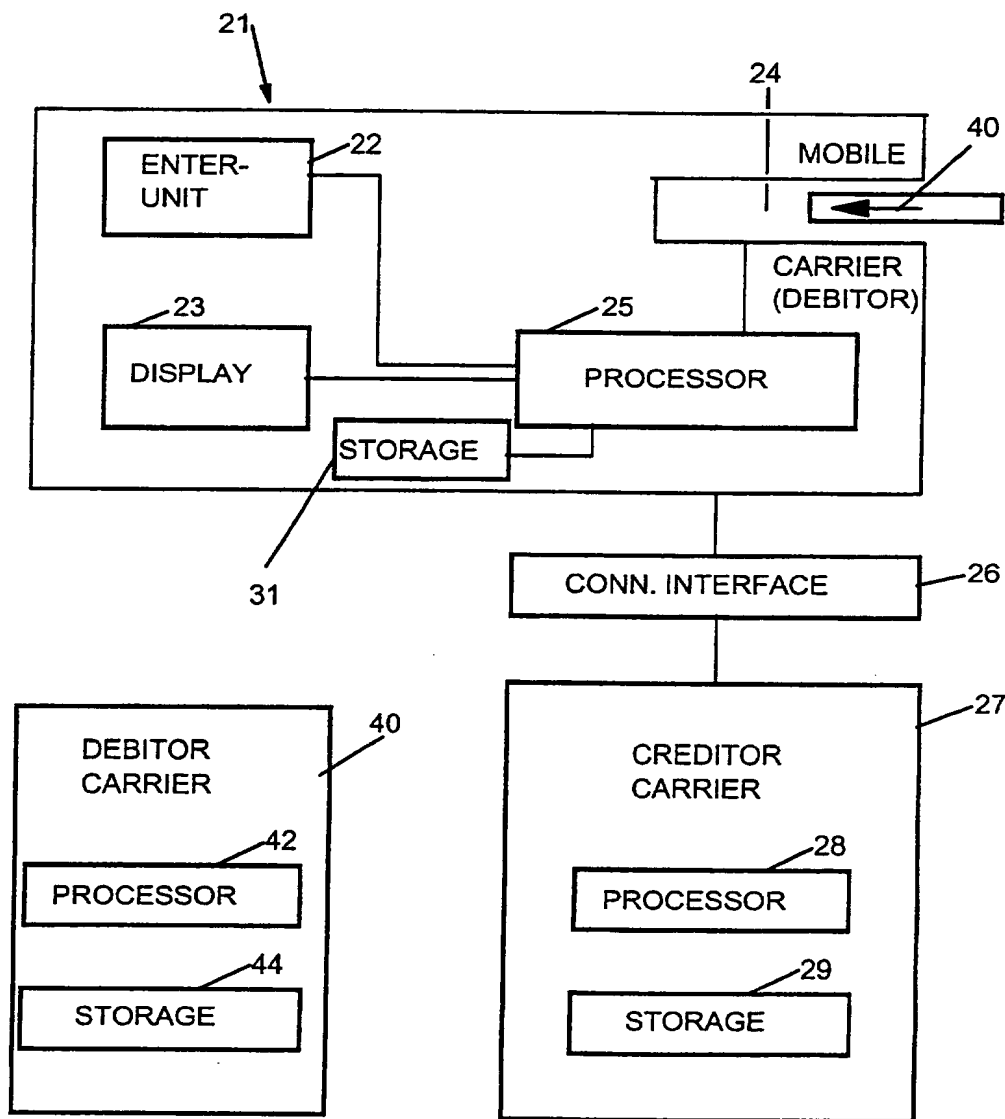 21
24
ENTER-
UNIT
22
MOBILE
40
CARRIER
(DEBITOR)
23
DISPLAY
25
PROCESSOR
STORAGE
31
CONN. INTERFACE
26
DEBITOR
CARRIER
40
42
PROCESSOR
44
STORAGE
27
CREDITOR
CARRIER
28
PROCESSOR
29
STORAGE